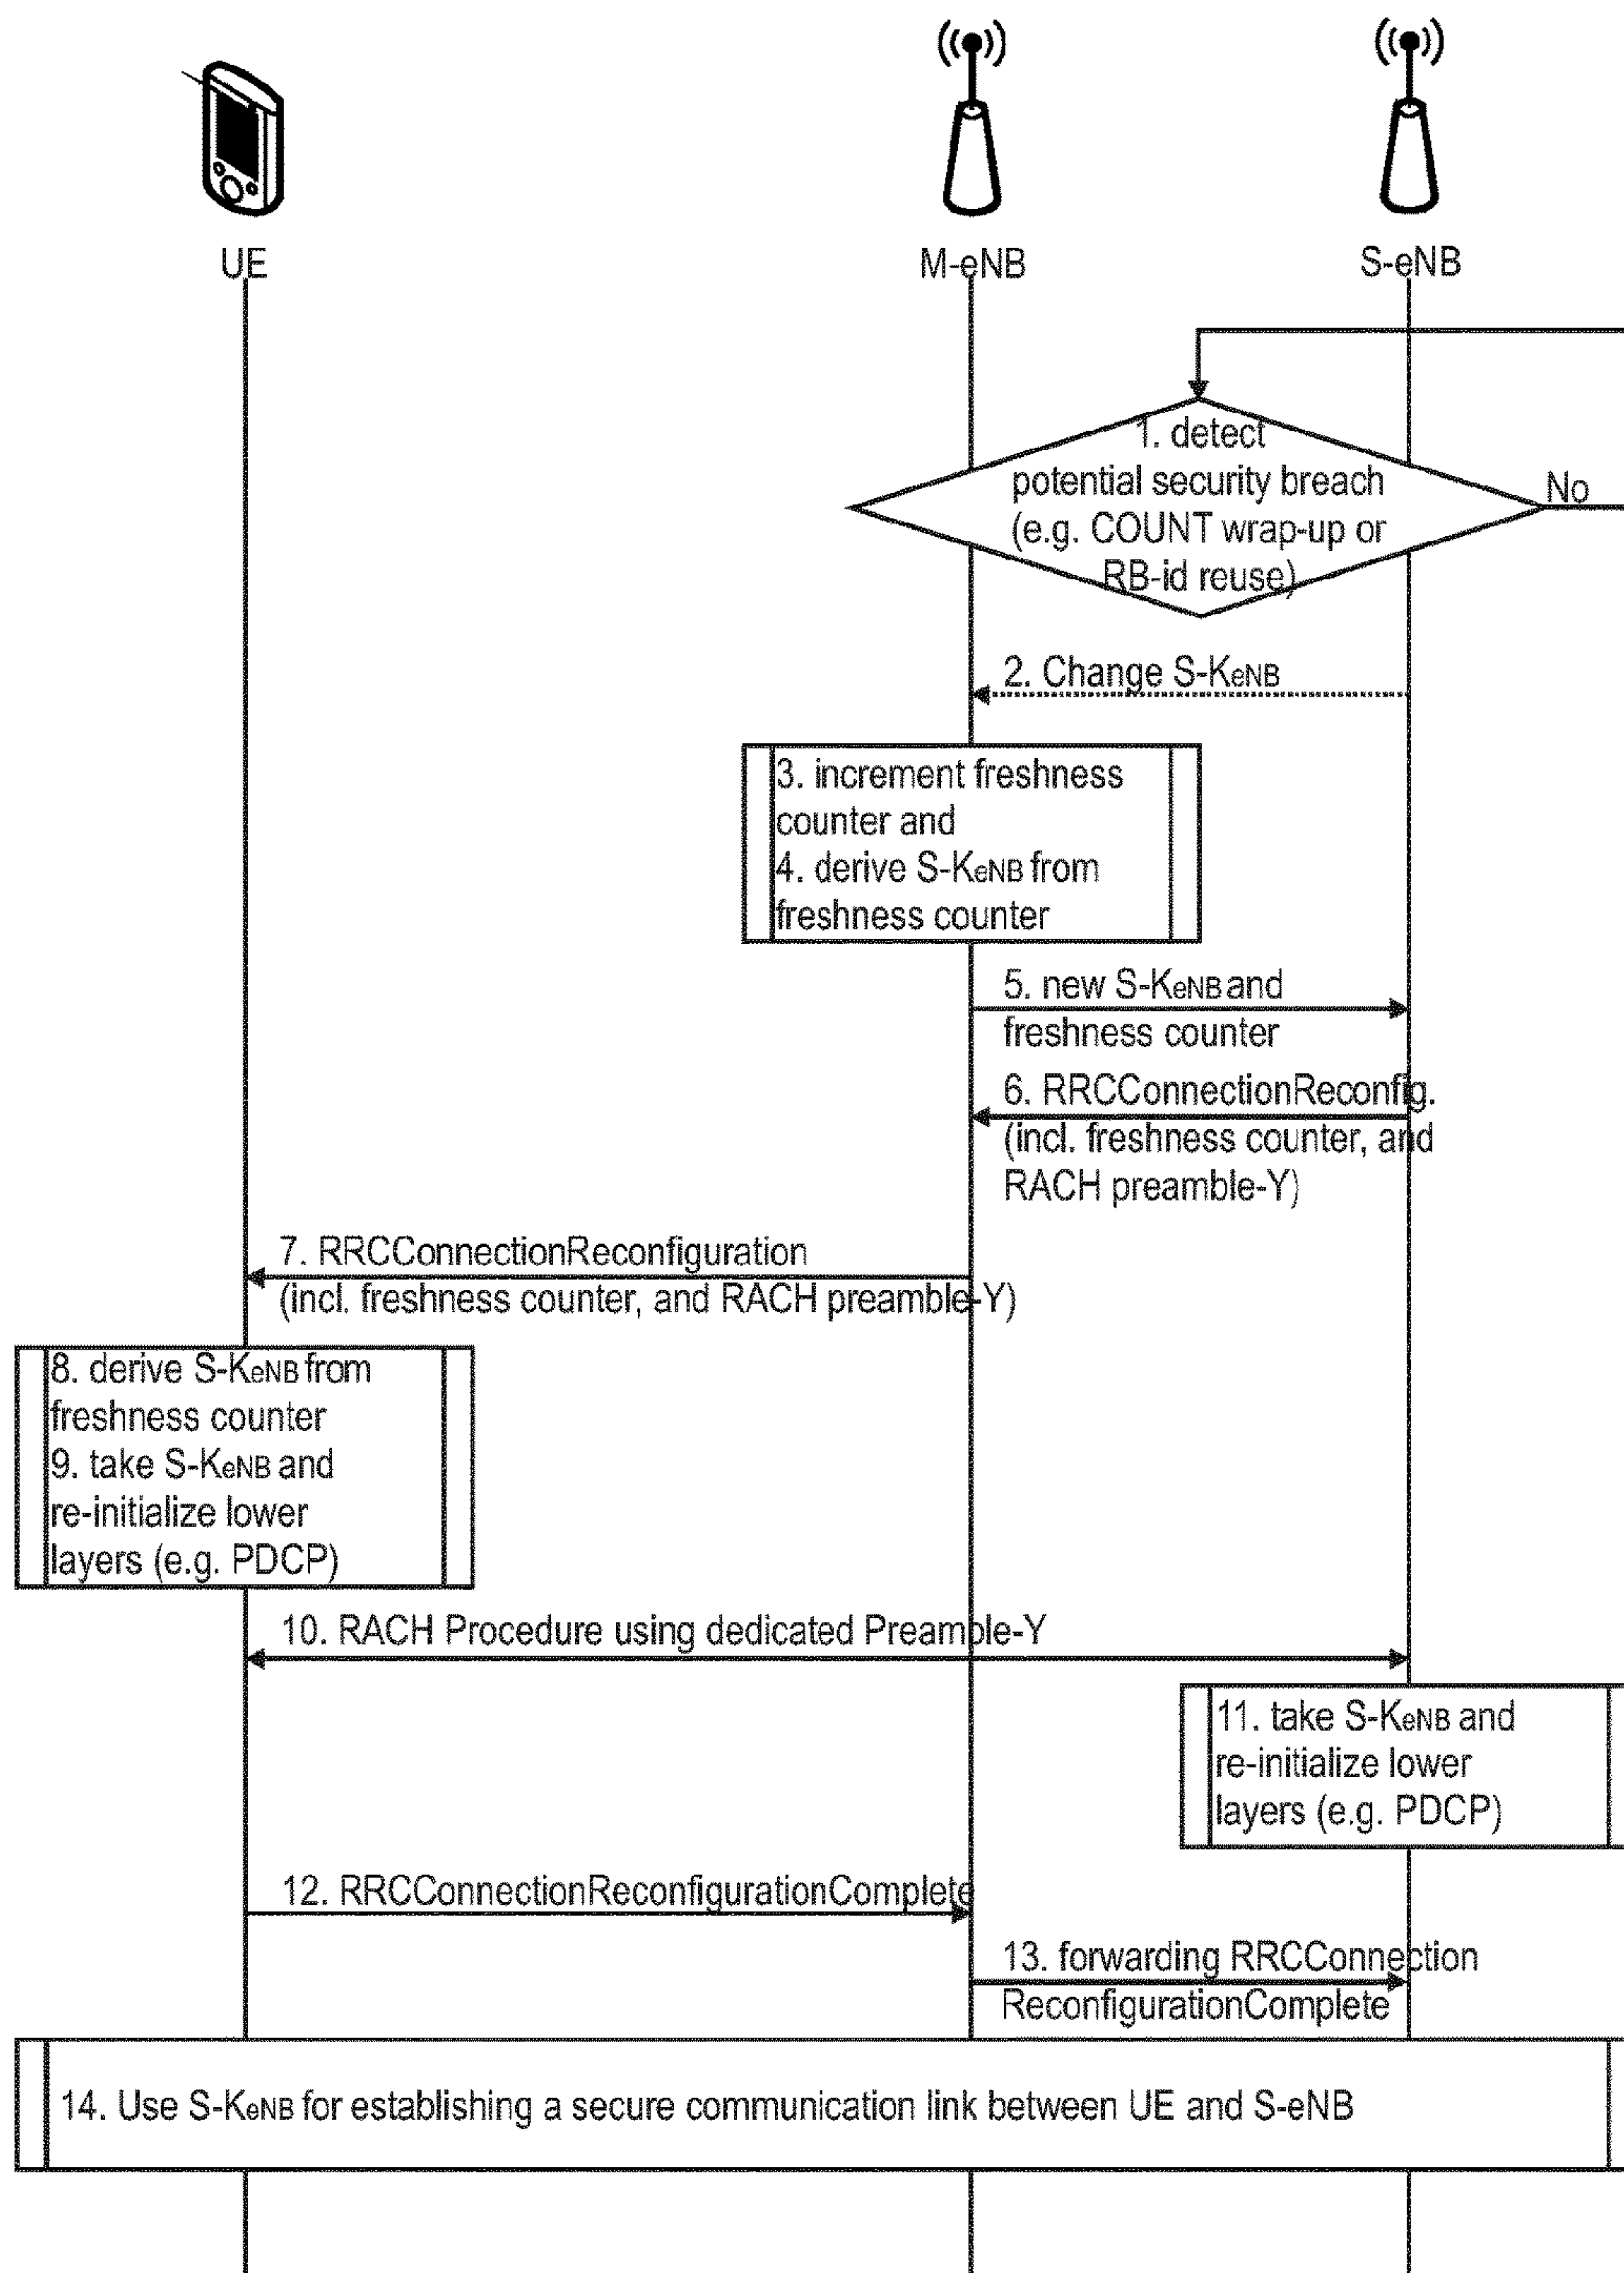 UE
M-eNB
S-eNB
1. detect
potential security breach
(e.g. COUNT wrap-up or
RB-id reuse)
No
2. Change S-KeNB
3. increment freshness
counter and
4. derive S-KeNB from
freshness counter
5. new S-KeNB and
freshness counter
6. RRCConnectionReconfig.
(incl. freshness counter, and
RACH preamble-Y)
7. RRCConnectionReconfiguration
(incl. freshness counter, and RACH preamble-Y)
8. derive S-KeNB from
freshness counter
9. take S-KeNB and
re-initialize lower
layers (e.g. PDCP)
10. RACH Procedure using dedicated Preamble-Y
11. take S-KeNB and
re-initialize lower
layers (e.g. PDCP)
12. RRCConnectionReconfigurationComplete
13. forwarding RRCConnection
ReconfigurationComplete
14. Use S-KeNB for establishing a secure communication link between UE and S-eNB